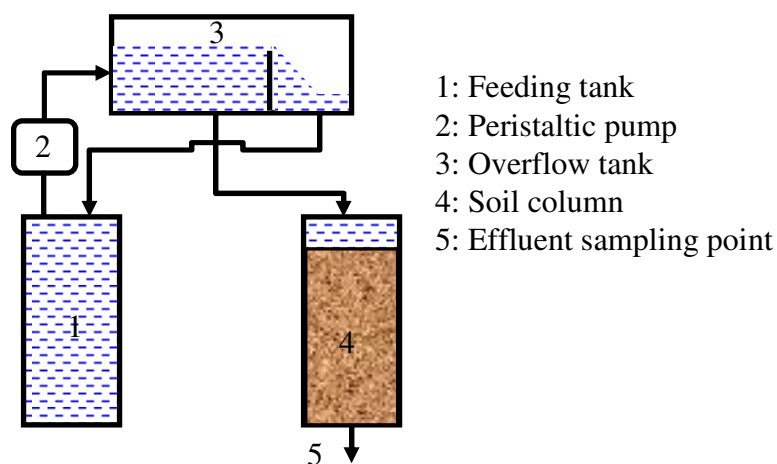 3
2
1
4
5
1: Feeding tank
2: Peristaltic pump
3: Overflow tank
4: Soil column
5: Effluent sampling point